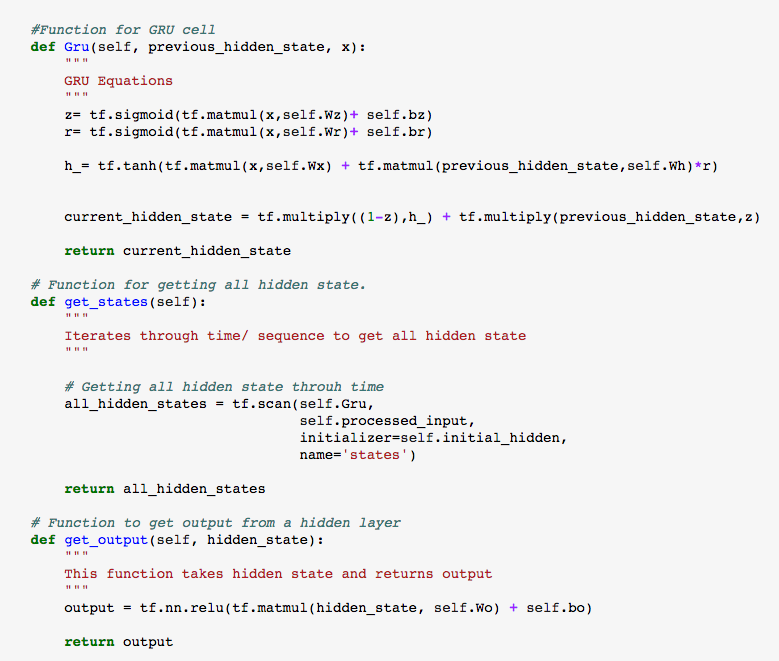 #Function for GRU cell
def Gru(self, previous_hidden_state, x):
    """
    GRU Equations
    """
    z= tf.sigmoid(tf.matmul(x,self.Wz)+ self.bz)
    r= tf.sigmoid(tf.matmul(x,self.Wr)+ self.br)

    h_= tf.tanh(tf.matmul(x,self.Wx) + tf.matmul(previous_hidden_state,self.Wh)*r)


    current_hidden_state = tf.multiply((1-z),h_) + tf.multiply(previous_hidden_state,z)

    return current_hidden_state

# Function for getting all hidden state.
def get_states(self):
    """
    Iterates through time/ sequence to get all hidden state
    """

    # Getting all hidden state throuh time
    all_hidden_states = tf.scan(self.Gru,
                                self.processed_input,
                                initializer=self.initial_hidden,
                                name='states')

    return all_hidden_states

# Function to get output from a hidden layer
def get_output(self, hidden_state):
    """
    This function takes hidden state and returns output
    """
    output = tf.nn.relu(tf.matmul(hidden_state, self.Wo) + self.bo)

    return output